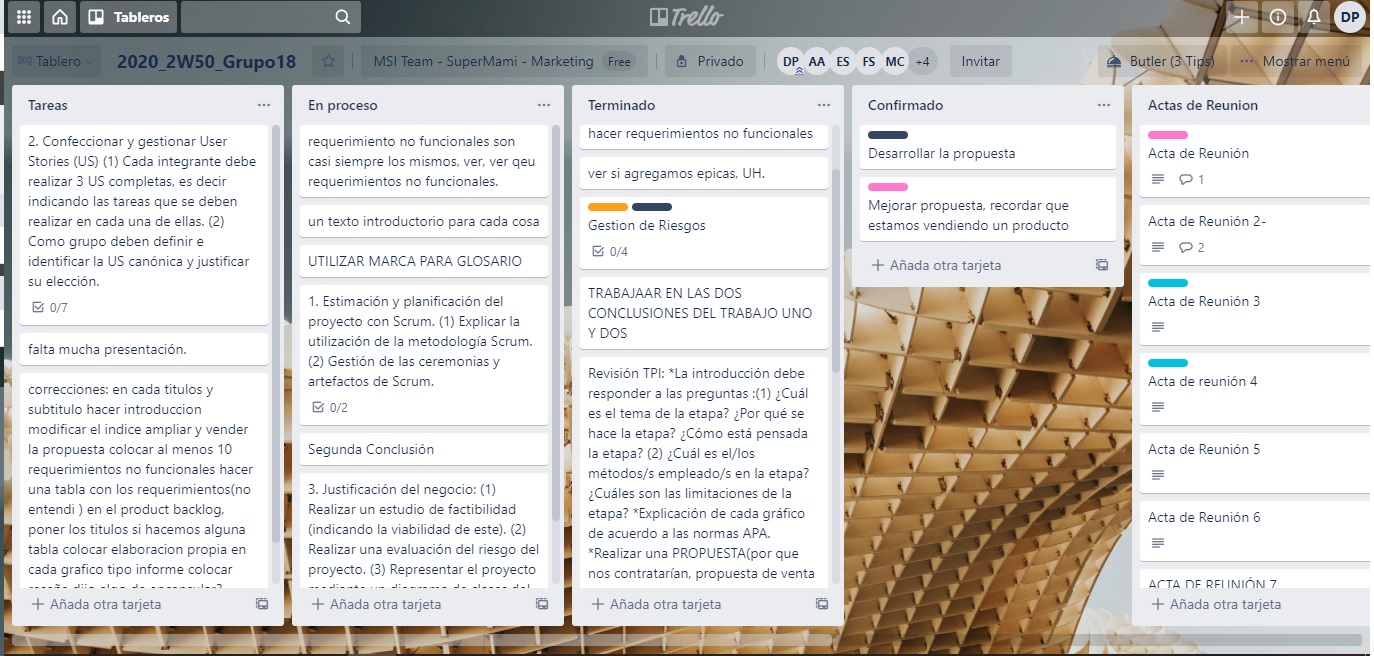 Tableros
Trello
DP
Tablero
2020_2W50_Grupo18
MSI Team - SuperMami - Marketing Free
Privado
DP AA ES FS MC +4
Invitar
Butler (3 Tips)
Mostrar menú
Tareas
2. Confeccionar y gestionar User
Stories (US) (1) Cada integrante debe
realizar 3 US completas, es decir
indicando las tareas que se deben
realizar en cada una de ellas. (2)
Como grupo deben definir e
identificar la US canónica y justificar
su elección.
0/7
falta mucha presentación.
correcciones: en cada titulos y
subtitulo hacer introduccion
modificar el indice ampliar y vender
la propuesta colocar al menos 10
requerimientos no funcionales hacer
una tabla con los requerimientos(no
entendi ) en el product backlog,
poner los titulos si hacemos alguna
tabla colocar elaboracion propia en
cada grafico tipo informe colocar
Añada otra tarjeta
En proceso
requerimiento no funcionales son
casi siempre los mismos, ver, ver qeu
requerimientos no funcionales.
un texto introductorio para cada cosa
UTILIZAR MARCA PARA GLOSARIO
1. Estimación y planificación del
proyecto con Scrum. (1) Explicar la
utilización de la metodología Scrum.
(2) Gestión de las ceremonias y
artefactos de Scrum.
0/2
Segunda Conclusión
3. Justificación del negocio: (1)
Realizar un estudio de factibilidad
(indicando la viabilidad de este). (2)
Realizar una evaluación del riesgo del
proyecto. (3) Representar el proyecto
mediante un diagrama de clases del
Añada otra tarjeta
Terminado
hacer requerimientos no funcionales
ver si agregamos epicas, UH.
Gestion de Riesgos
0/4
TRABAJAAR EN LAS DOS
CONCLUSIONES DEL TRABAJO UNO
Y DOS
Revisión TPI: *La introducción debe
responder a las preguntas :(1) ¿Cuál
es el tema de la etapa? ¿Por qué se
hace la etapa? ¿Cómo está pensada
la etapa? (2) ¿Cuál es el/los
métodos/s empleado/s en la etapa?
¿Cuáles son las limitaciones de la
etapa? *Explicación de cada gráfico
de acuerdo a las normas APA.
*Realizar una PROPUESTA(por que
nos contratarían, propuesta de venta
Añada otra tarjeta
Confirmado
Desarrollar la propuesta
Mejorar propuesta, recordar que
estamos vendiendo un producto
Añada otra tarjeta
Actas de Reunion
Acta de Reunión
1
Acta de Reunión 2-
2
Acta de Reunión 3
Acta de reunión 4
Acta de Reunión 5
Acta de Reunión 6
ACTA DE REUNIÓN 7
Añada otra tarjeta